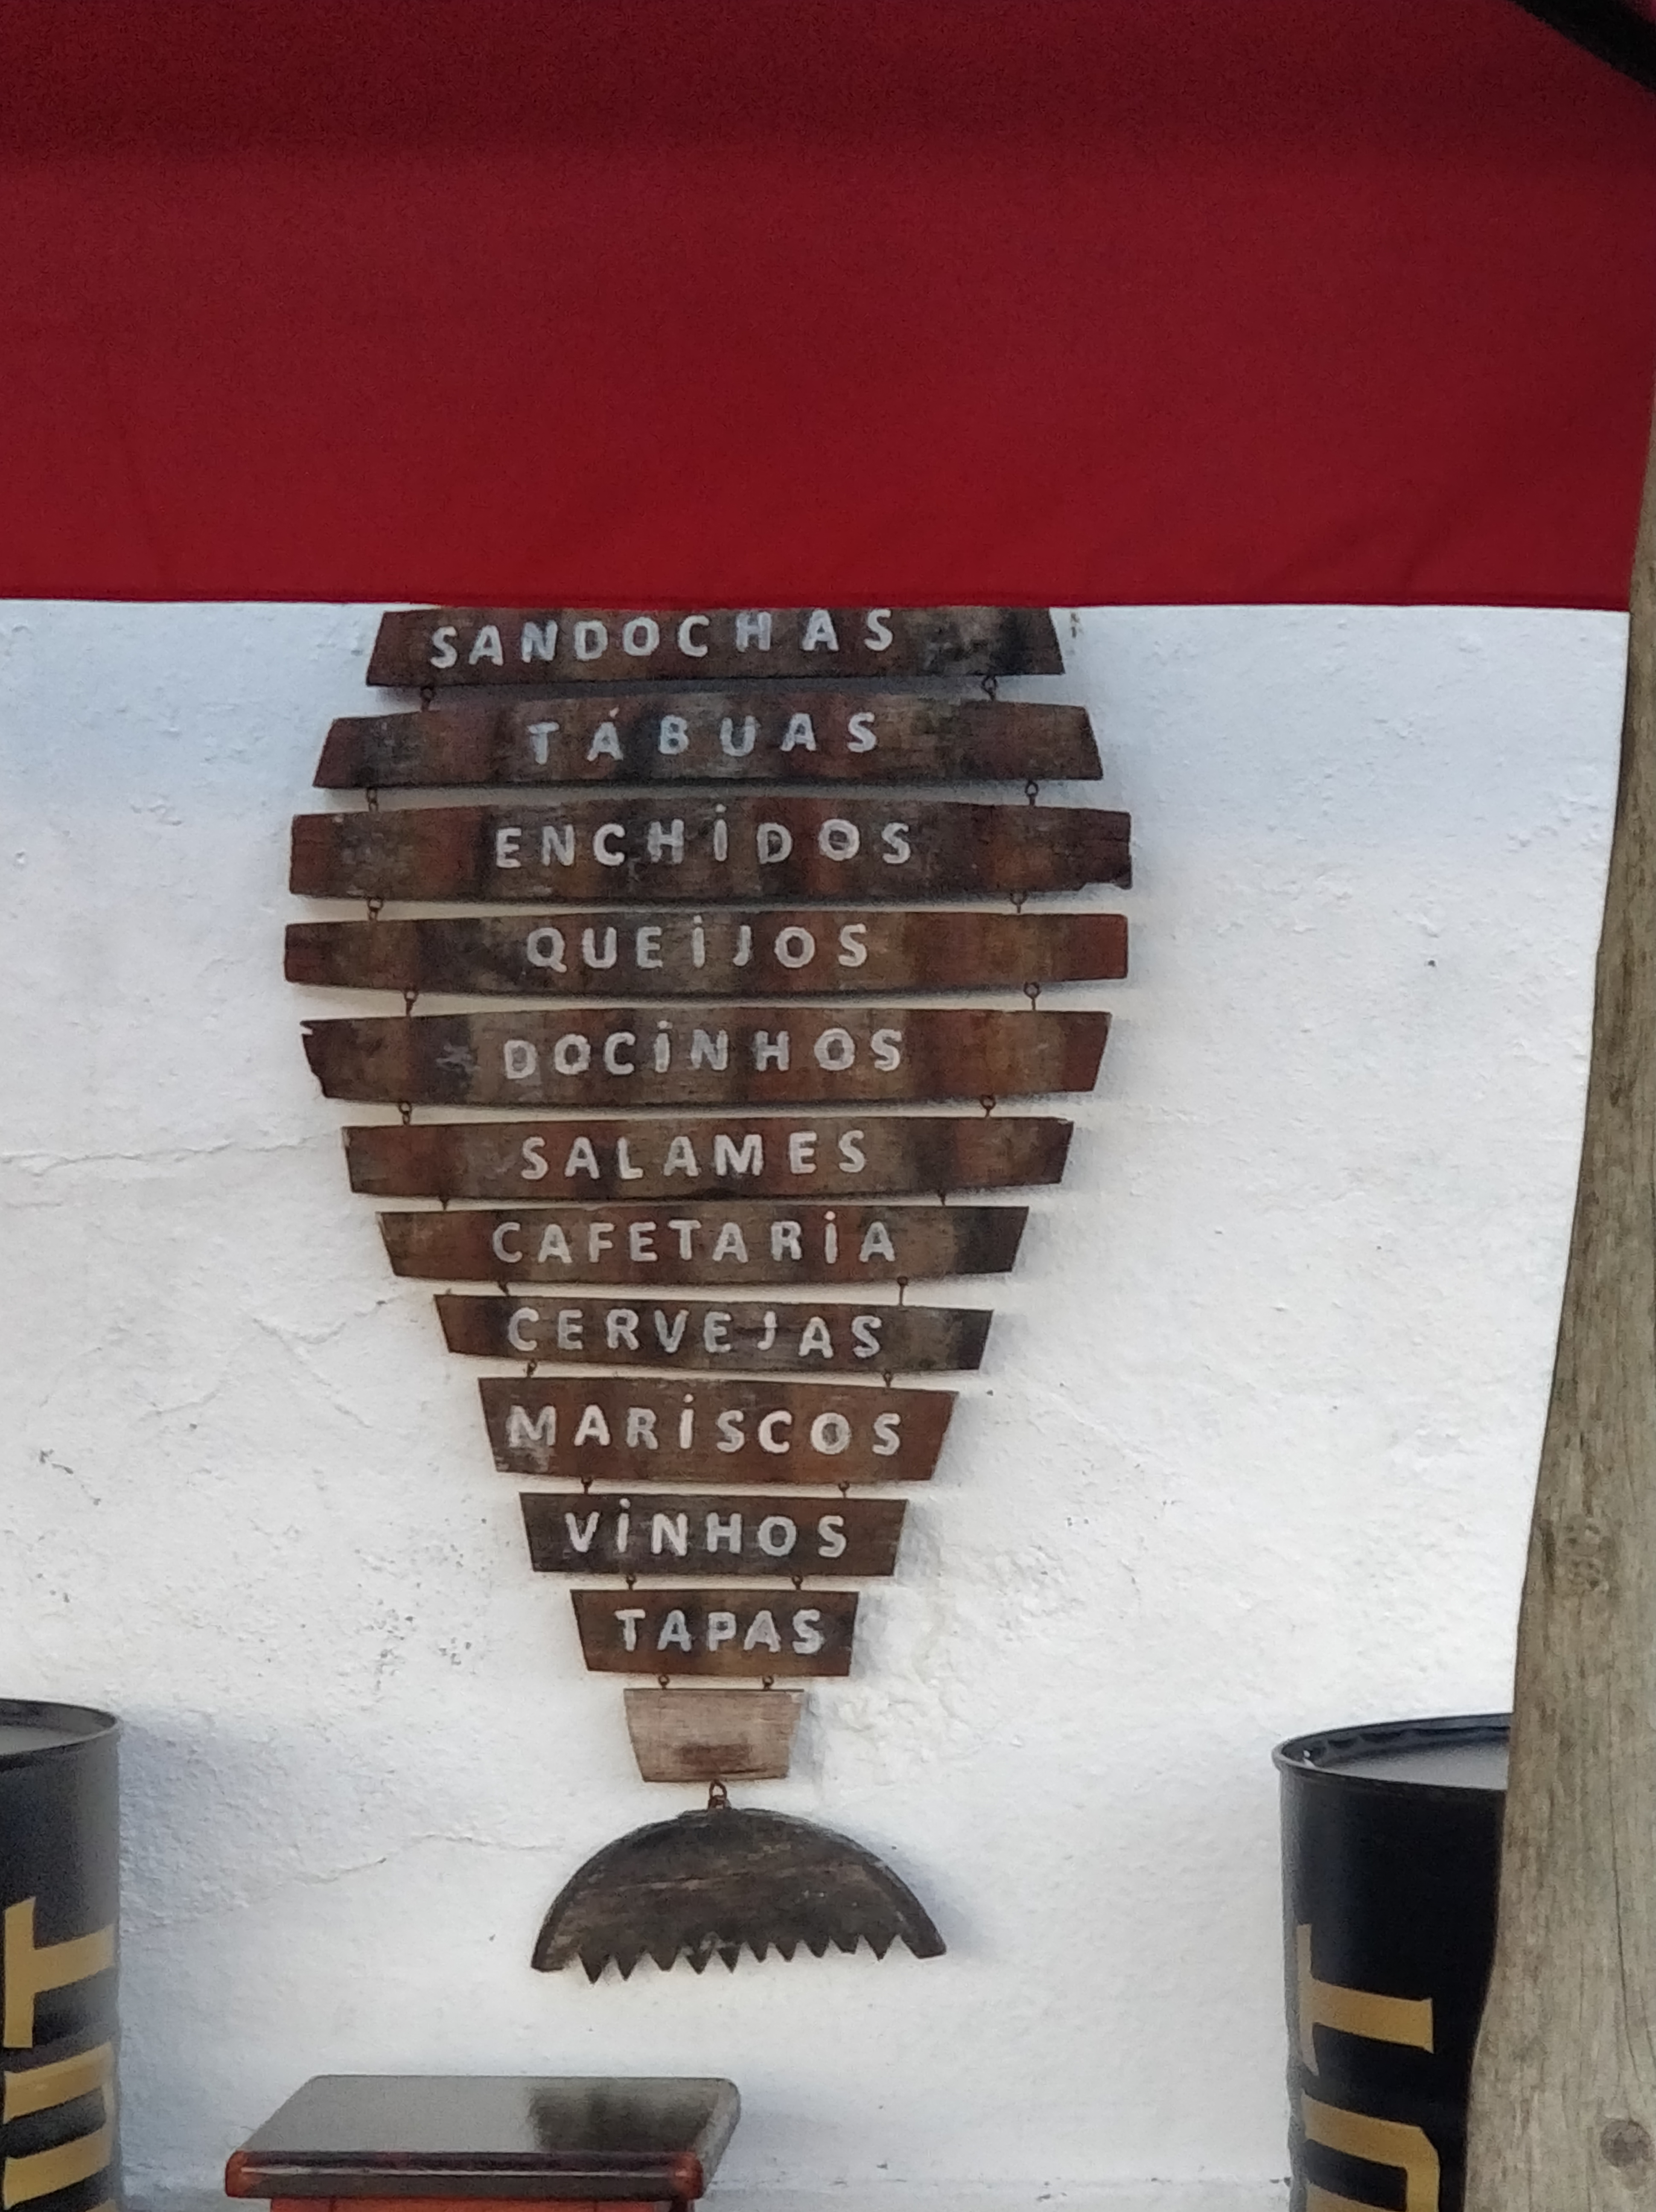 SANDOCHAS
TÁBUAS
ENCHIDOS
QUEIJOS
DOCINHOS
SALAMES
CAFETARIA
CERVEJAS
MARISCOS
VINHOS
TAPAS